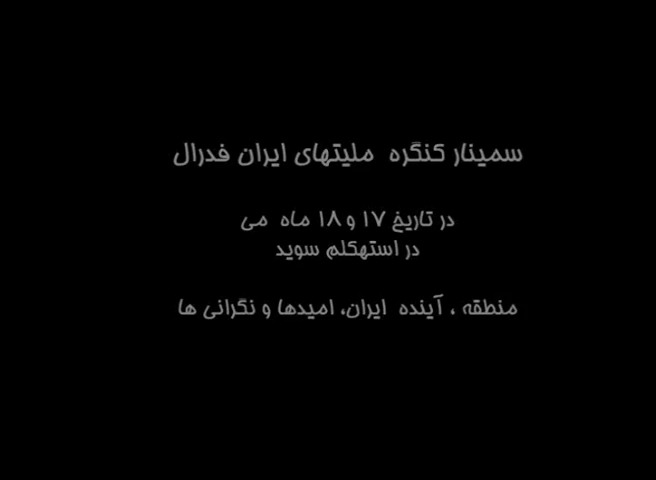 سمینار کنگره ملیتهای ایران فدرال
در تاریخ ۱۷ و ۱۸ ماه می
در استهکلم سوید
منطقه ، آینده ایران، امیدها و نگرانی ها